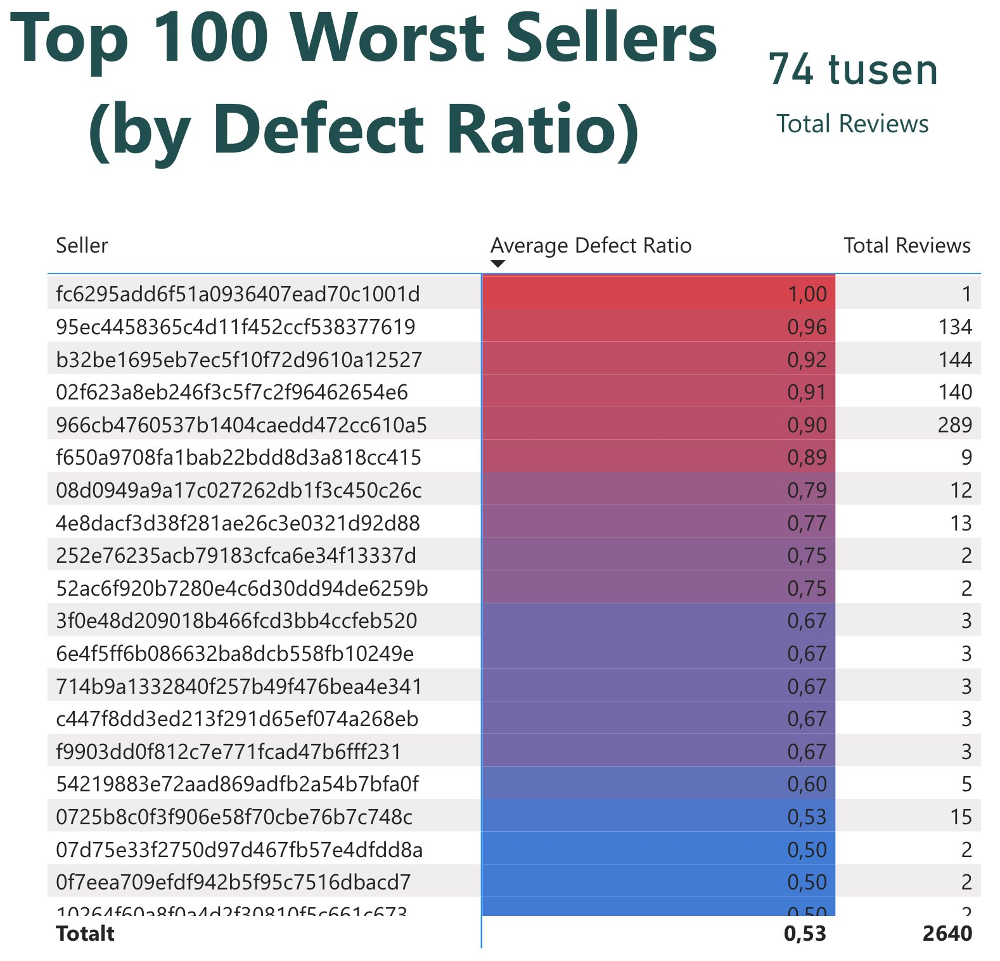 Top 100 Worst Sellers
(by Defect Ratio)
74 tusen
Total Reviews
Seller Average Defect Ratio Total Reviews
fc6295add6f51a0936407ead70c1001d 1,00 1
95ec4458365c4d11f452ccf538377619 0,96 134
b32be1695eb7ec5f10f72d9610a12527 0,92 144
02f623a8eb246f3c5f7c2f96462654e6 0,91 140
966cb4760537b1404caedd472cc610a5 0,90 289
f650a9708fa1bab22bdd8d3a818cc415 0,89 9
08d0949a9a17c027262db1f3c450c26c 0,79 12
4e8dacf3d38f281ae26c3e0321d92d88 0,77 13
252e76235acb79183cfca6e34f13337d 0,75 2
52ac6f920b7280e4c6d30dd94de6259b 0,75 2
3f0e48d209018b466fcd3bb4ccfeb520 0,67 3
6e4f5ff6b086632ba8dcb558fb10249e 0,67 3
714b9a1332840f257b49f476bea4e341 0,67 3
c447f8dd3ed213f291d65ef074a268eb 0,67 3
f9903dd0f812c7e771fcad47b6fff231 0,67 3
54219883e72aad869adfb2a54b7bfa0f 0,60 5
0725b8c0f3f906e58f70cbe76b7c748c 0,53 15
07d75e33f2750d97d467fb57e4dfdd8a 0,50 2
0f7eea709efdf942b5f95c7516dbacd7 0,50 2
10264f60a8f0a4d2f30810f5c661c673 0,50 2
Totalt 0,53 2640